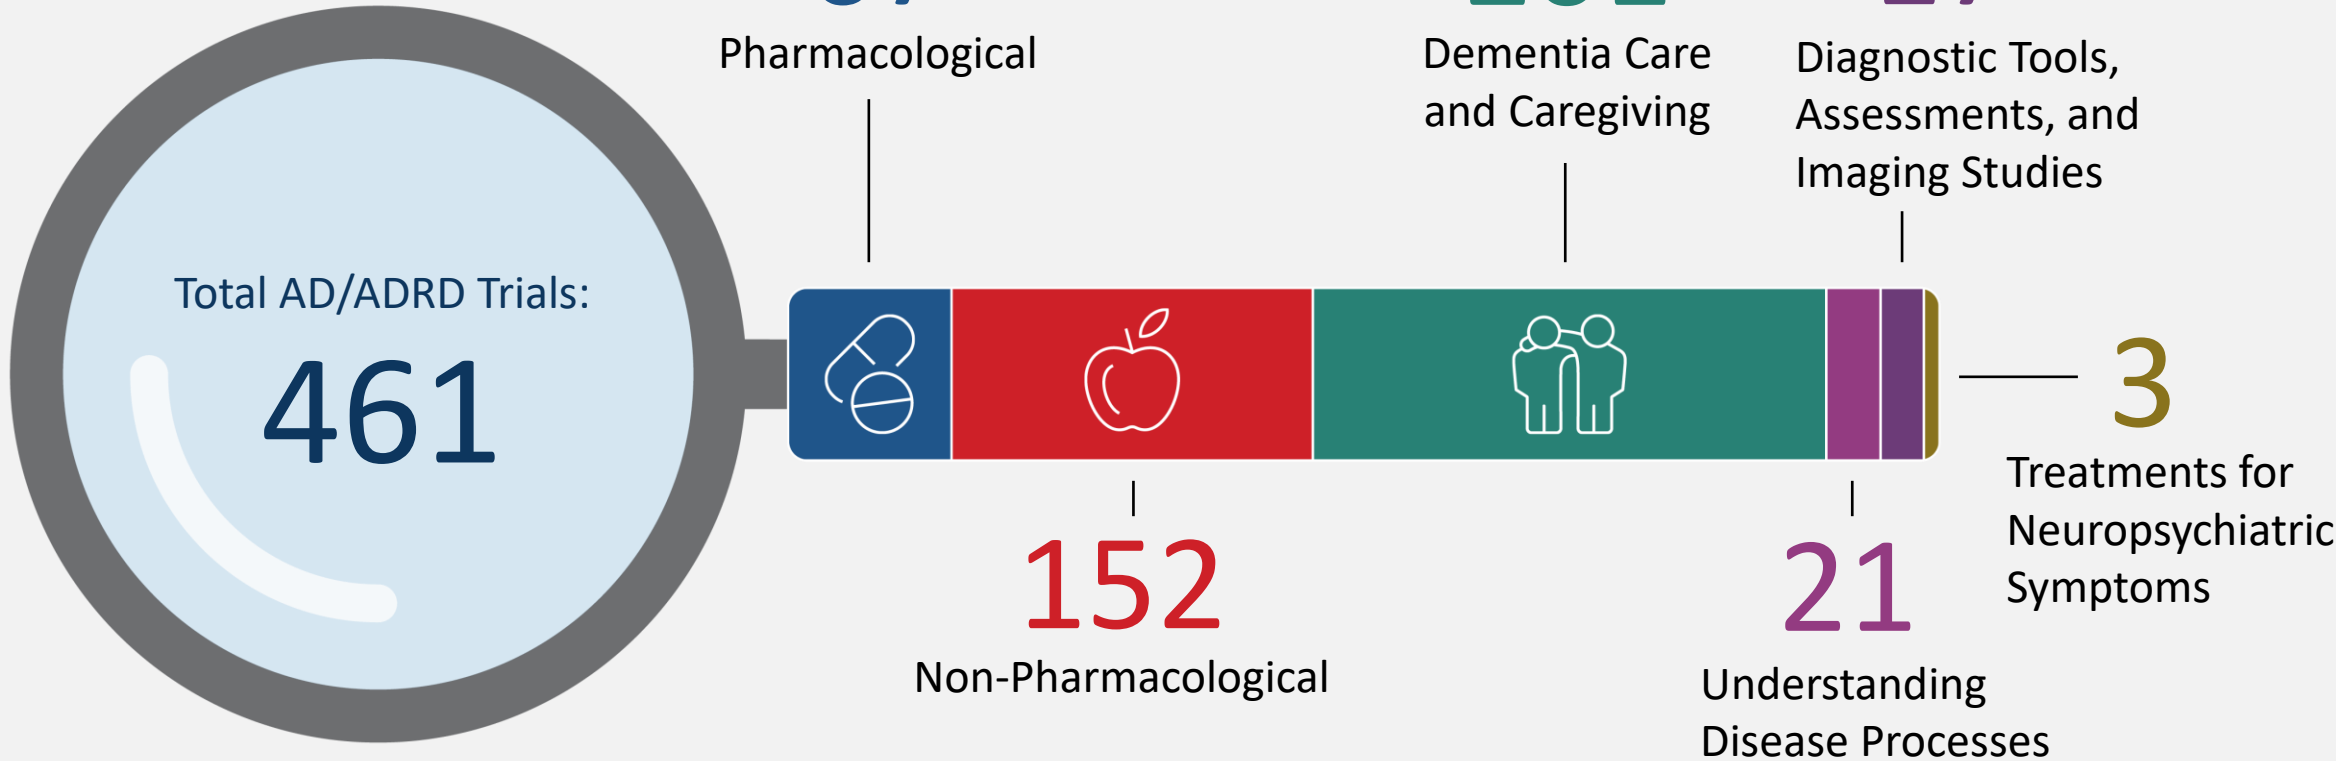 Pharmacological
Dementia Care
and Caregiving
Diagnostic Tools,
Assessments, and
Imaging Studies
Total AD/ADRD Trials:
461
3
Treatments for
Neuropsychiatric
Symptoms
152
Non-Pharmacological
21
Understanding
Disease Processes